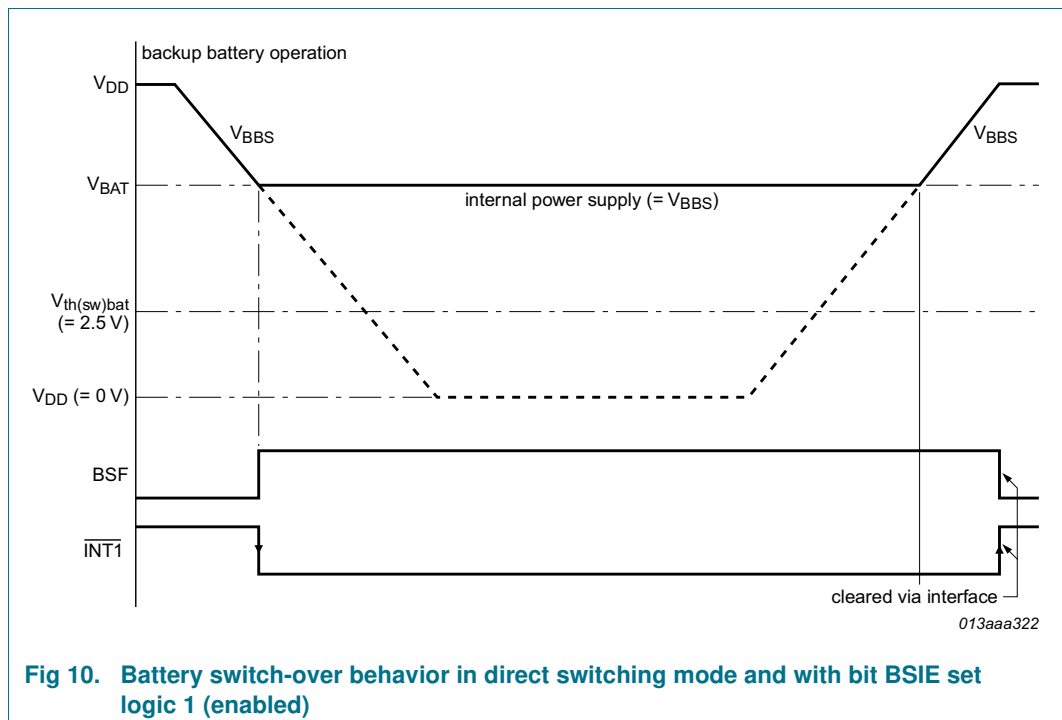 backup battery operation
VDD
VBBS
VBBS
VBAT
internal power supply (= VBBS)
Vth(sw)bat
(= 2.5 V)
VDD (= 0 V)
BSF
INT1
cleared via interface
013aaa322
Fig 10. Battery switch-over behavior in direct switching mode and with bit BSIE set
logic 1 (enabled)